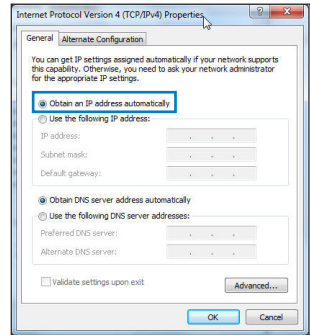 Internet Protocol Version 4 (TCP/IPv4) Properties
General
Alternate Configuration
You can get IP settings assigned automatically if your network supports
this capability. Otherwise, you need to ask your network administrator
for the appropriate IP settings.
Obtain an IP address automatically
Use the following IP address:
IP address:
Subnet mask:
Default gateway:
Obtain DNS server address automatically
Use the following DNS server addresses:
Preferred DNS server:
Alternate DNS server:
Validate settings upon exit
Advanced...
OK
Cancel